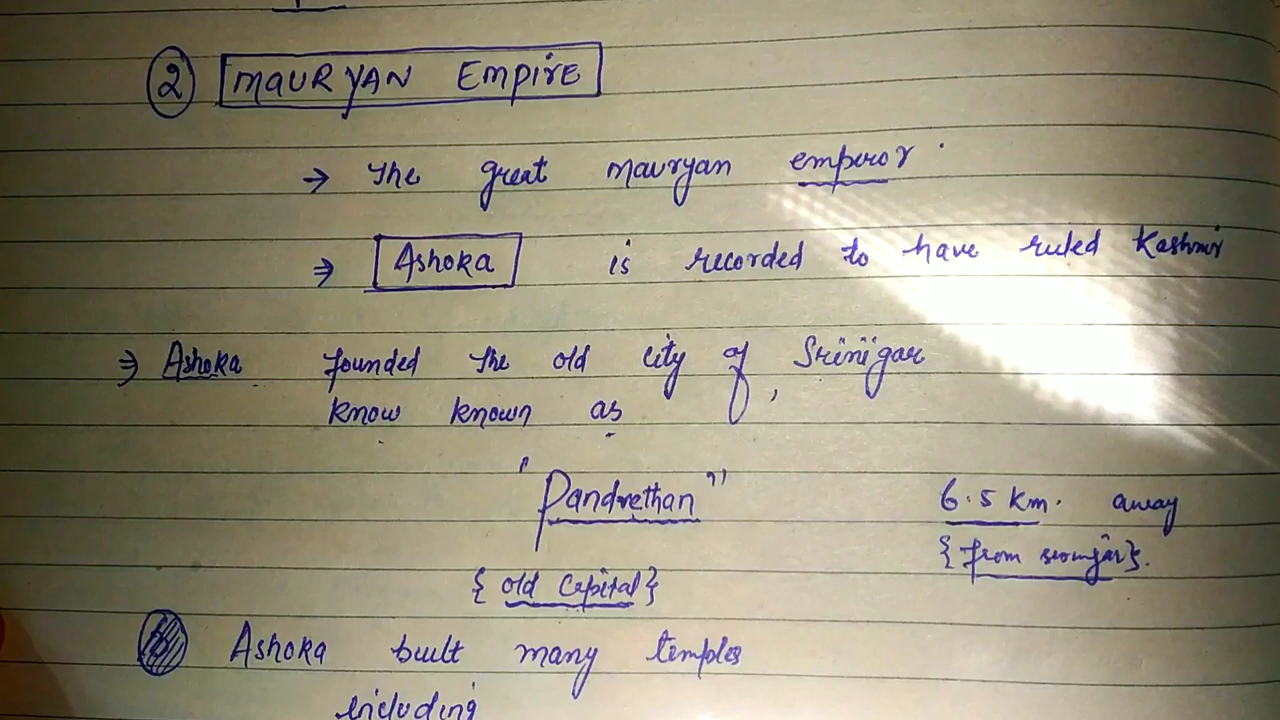 2 MAURYAN EMPIRE
→ The great mauryan emperor.
⇒ Ashoka is recorded to have ruled Kashmir
⇒ Ashoka founded the old city of Srinigar,
know known as
"Pandrethan" 6.5 km. away
{from }.
{old Capital}
Ashoka built many temples
including